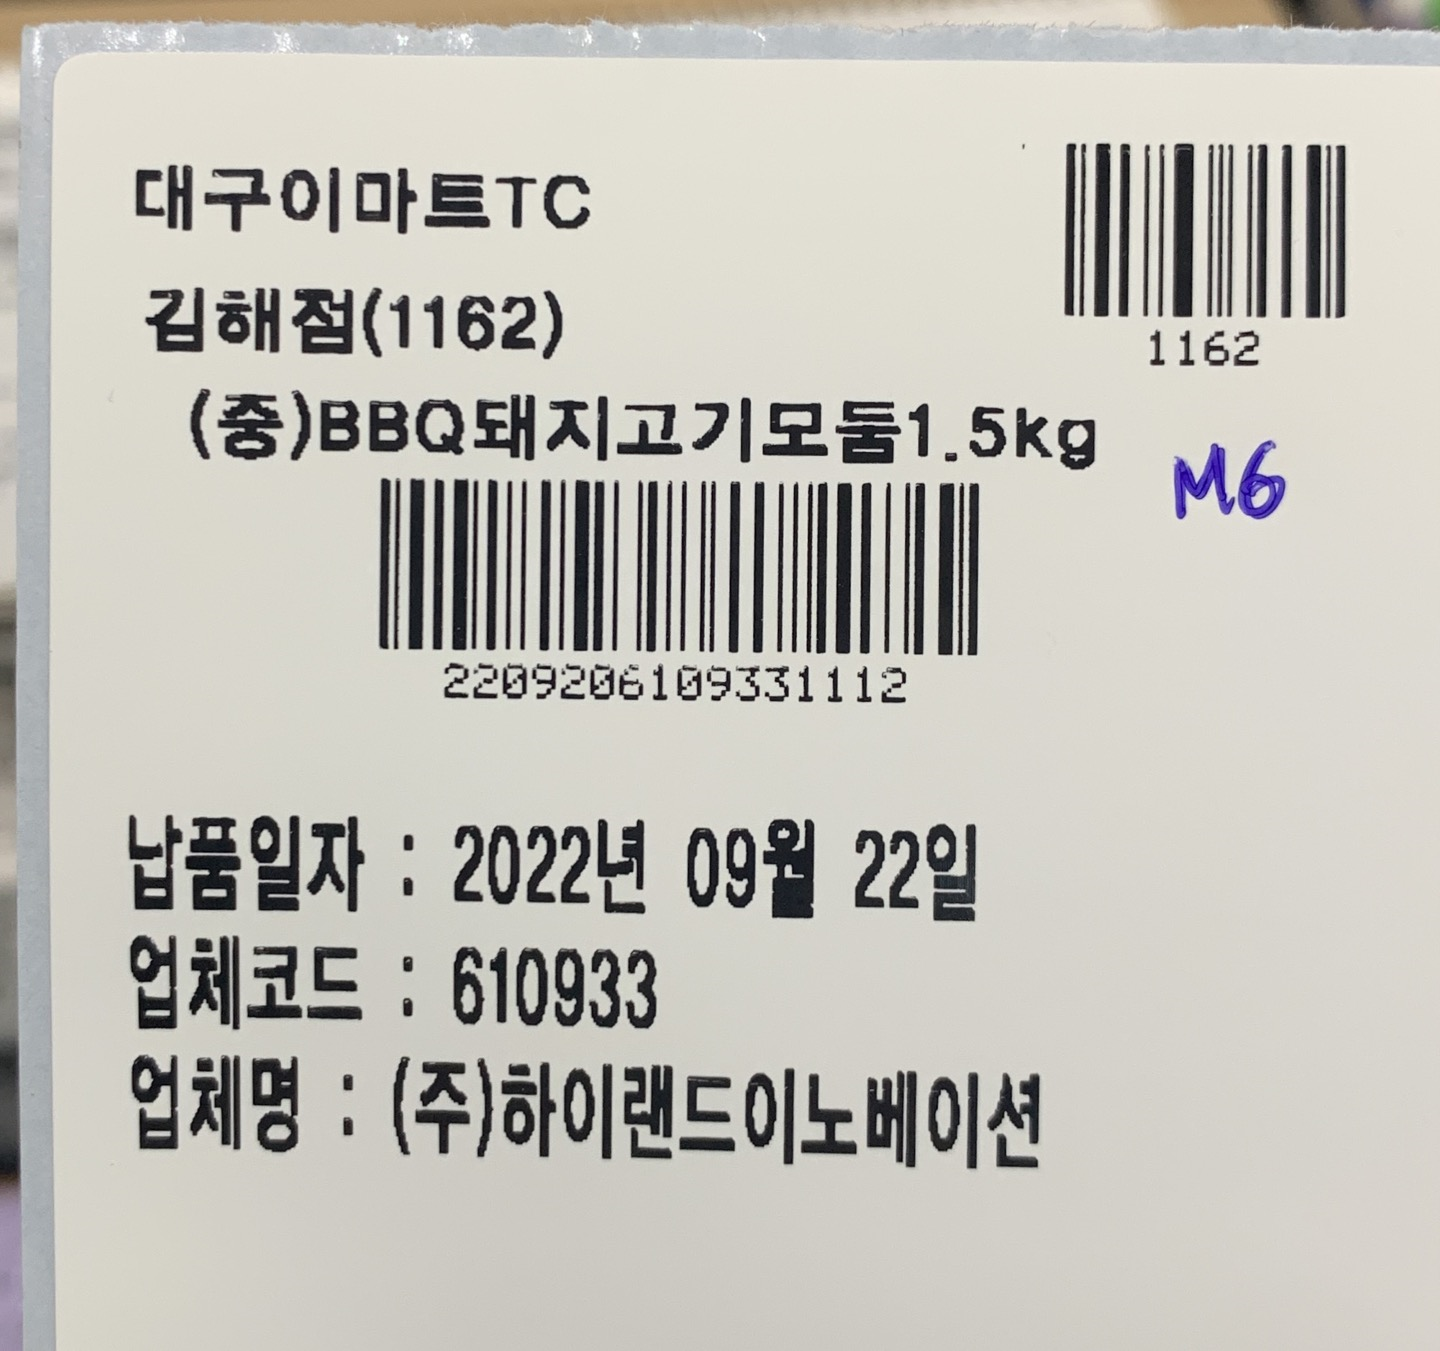 대구이마트TC
김해점(1162)
1162
(중)BBQ돼지고기모둠1.5kg
M6
2209206109331112
납품일자 : 2022년 09월 22일
업체코드 : 610933
업체명 : (주)하이랜드이노베이션